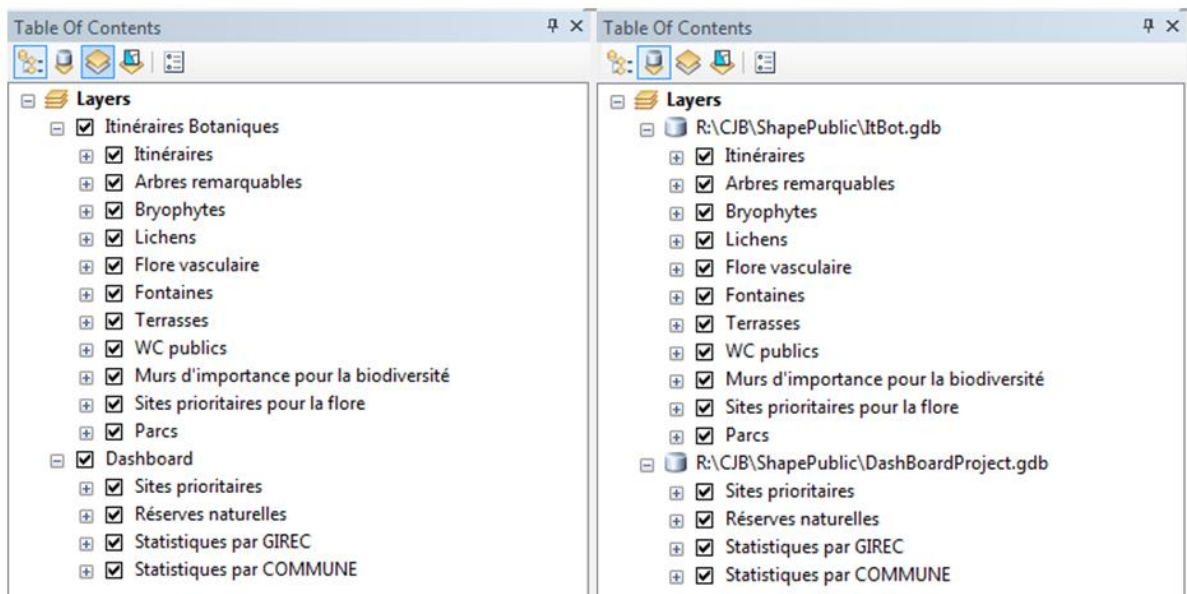 Table Of Contents
Layers
Itinéraires Botaniques
Itinéraires
Arbres remarquables
Bryophytes
Lichens
Flore vasculaire
Fontaines
Terrasses
WC publics
Murs d'importance pour la biodiversité
Sites prioritaires pour la flore
Parcs
Dashboard
Sites prioritaires
Réserves naturelles
Statistiques par GIREC
Statistiques par COMMUNE
Table Of Contents
Layers
R:\CJB\ShapePublic\ItBot.gdb
Itinéraires
Arbres remarquables
Bryophytes
Lichens
Flore vasculaire
Fontaines
Terrasses
WC publics
Murs d'importance pour la biodiversité
Sites prioritaires pour la flore
Parcs
R:\CJB\ShapePublic\DashBoardProject.gdb
Sites prioritaires
Réserves naturelles
Statistiques par GIREC
Statistiques par COMMUNE